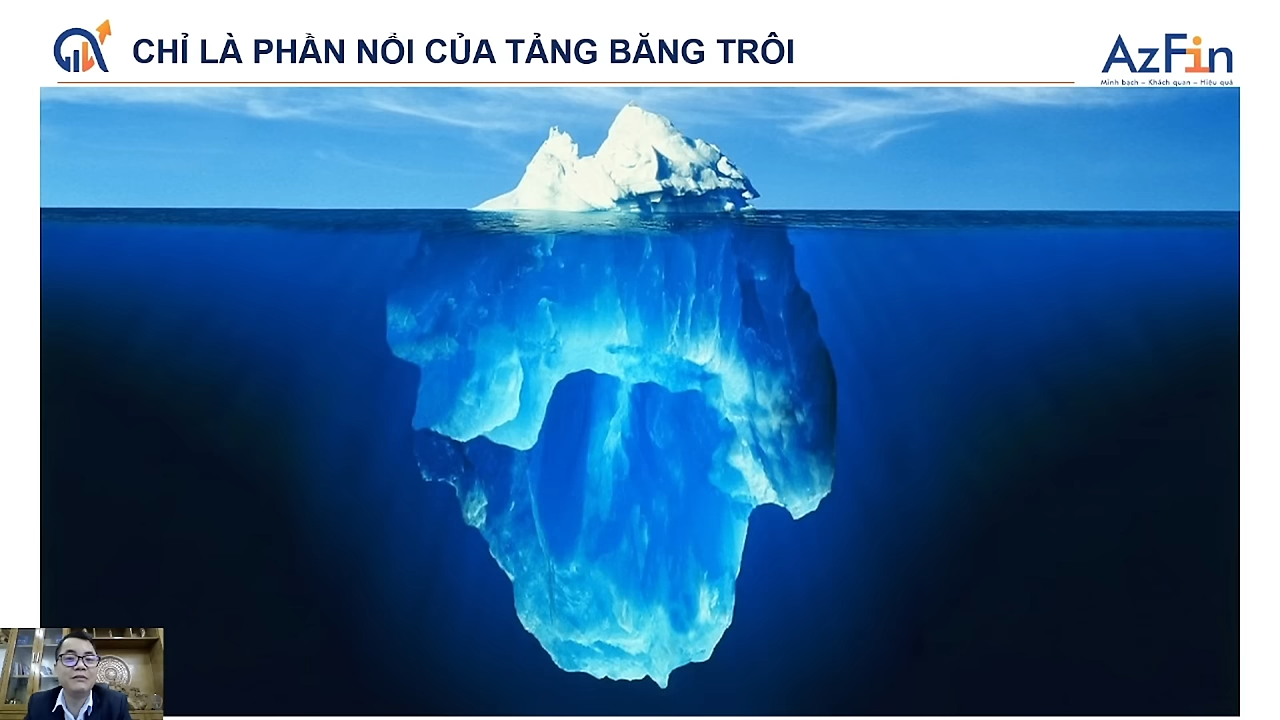 CHỈ LÀ PHẦN NỔI CỦA TẢNG BĂNG TRÔI
AzFin
Minh bạch – Khách quan – Hiệu quả